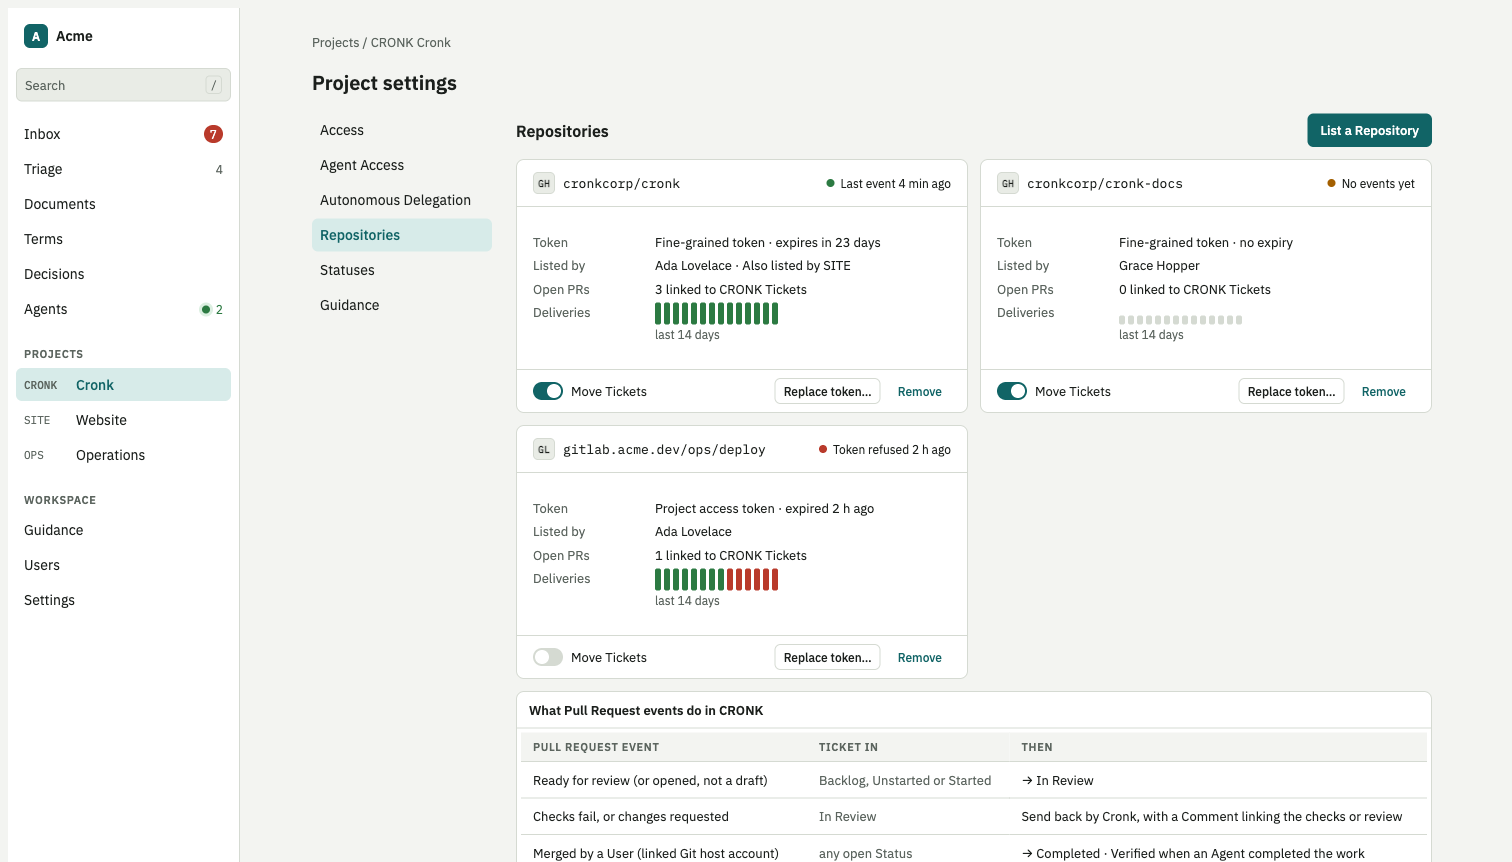 A Acme
Search /
Inbox 7
Triage 4
Documents
Terms
Decisions
Agents 2
PROJECTS
CRONK Cronk
SITE Website
OPS Operations
WORKSPACE
Guidance
Users
Settings
Projects / CRONK Cronk
Project settings
Access
Agent Access
Autonomous Delegation
Repositories
Statuses
Guidance
Repositories
List a Repository
GH cronkcorp/cronk Last event 4 min ago
Token Fine-grained token · expires in 23 days
Listed by Ada Lovelace · Also listed by SITE
Open PRs 3 linked to CRONK Tickets
Deliveries
last 14 days
Move Tickets Replace token... Remove
GH cronkcorp/cronk-docs No events yet
Token Fine-grained token · no expiry
Listed by Grace Hopper
Open PRs 0 linked to CRONK Tickets
Deliveries
last 14 days
Move Tickets Replace token... Remove
GL gitlab.acme.dev/ops/deploy Token refused 2 h ago
Token Project access token · expired 2 h ago
Listed by Ada Lovelace
Open PRs 1 linked to CRONK Tickets
Deliveries
last 14 days
Move Tickets Replace token... Remove
What Pull Request events do in CRONK
PULL REQUEST EVENT TICKET IN THEN
Ready for review (or opened, not a draft) Backlog, Unstarted or Started → In Review
Checks fail, or changes requested In Review Send back by Cronk, with a Comment linking the checks or review
Merged by a User (linked Git host account) any open Status → Completed · Verified when an Agent completed the work